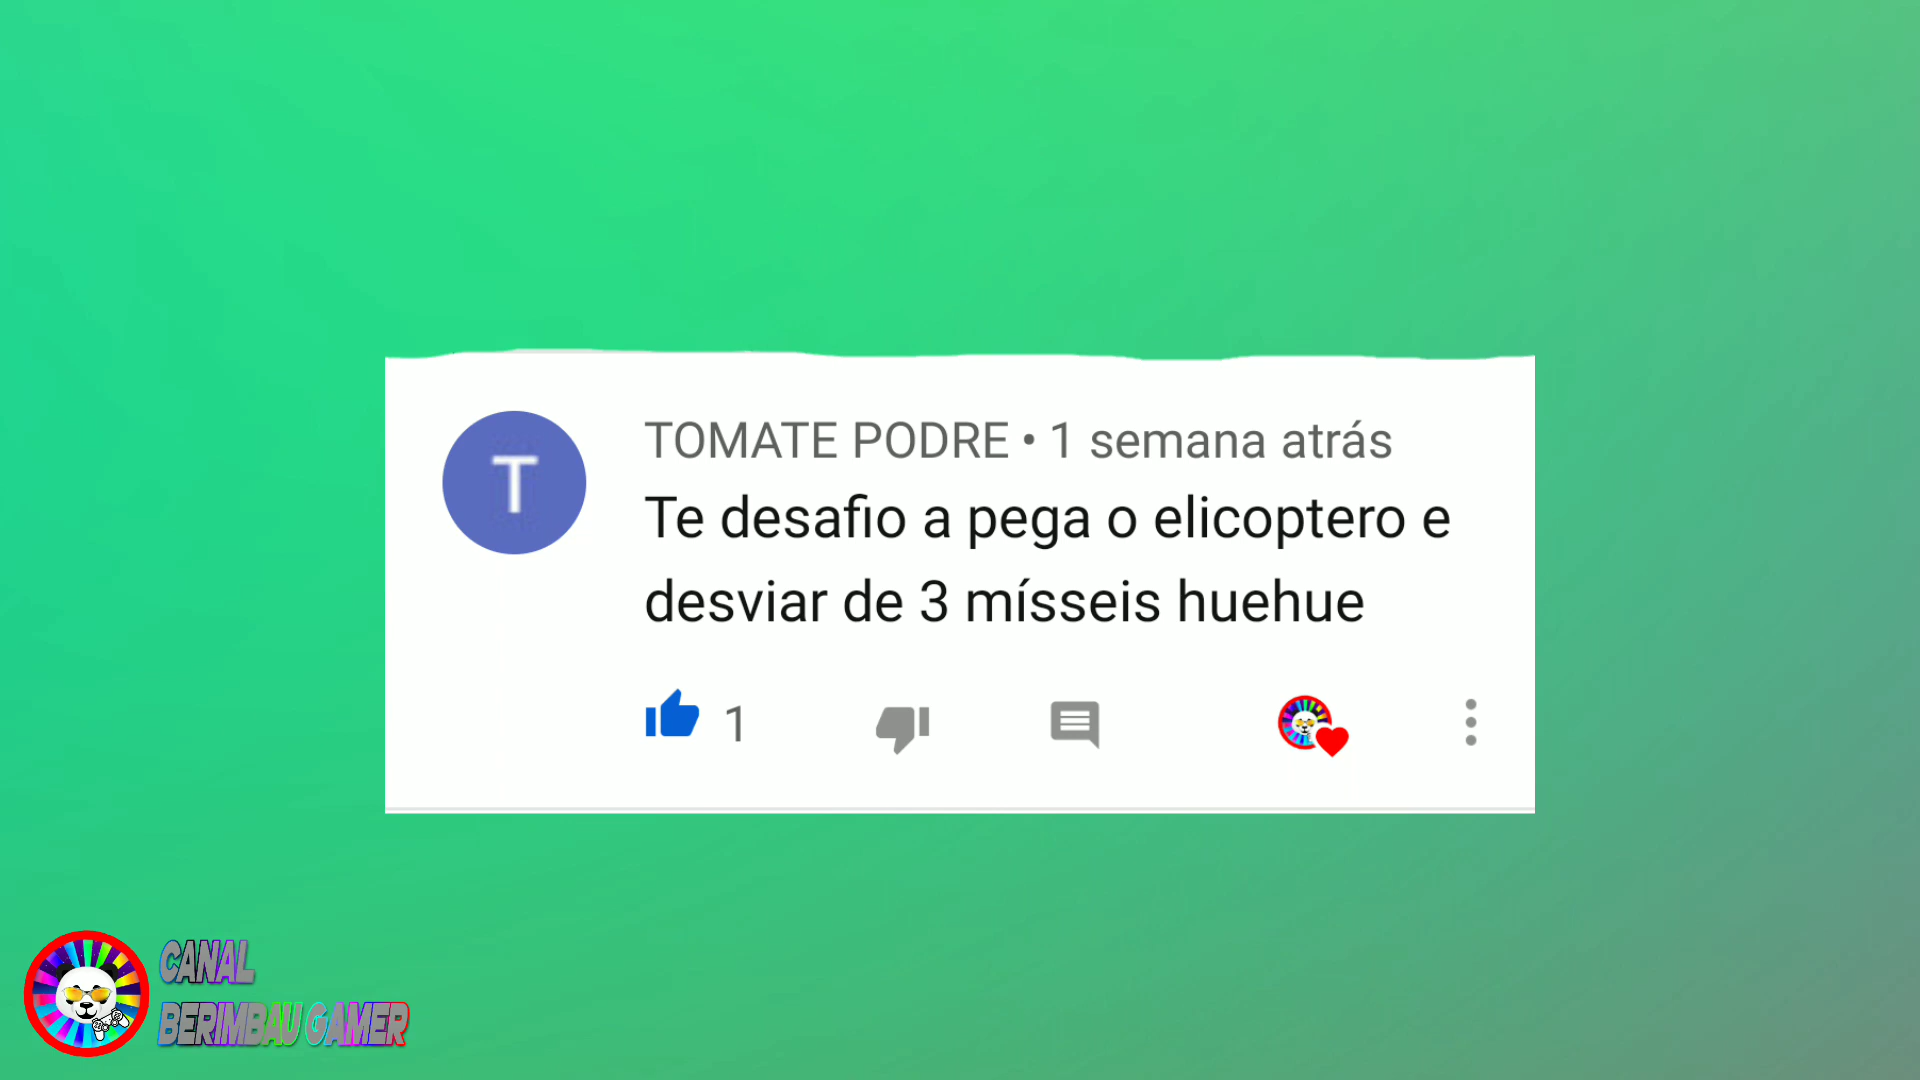 T
TOMATE PODRE • 1 semana atrás
Te desafio a pega o elicoptero e
desviar de 3 mísseis huehue
1
CANAL
BERIMBAU GAMER